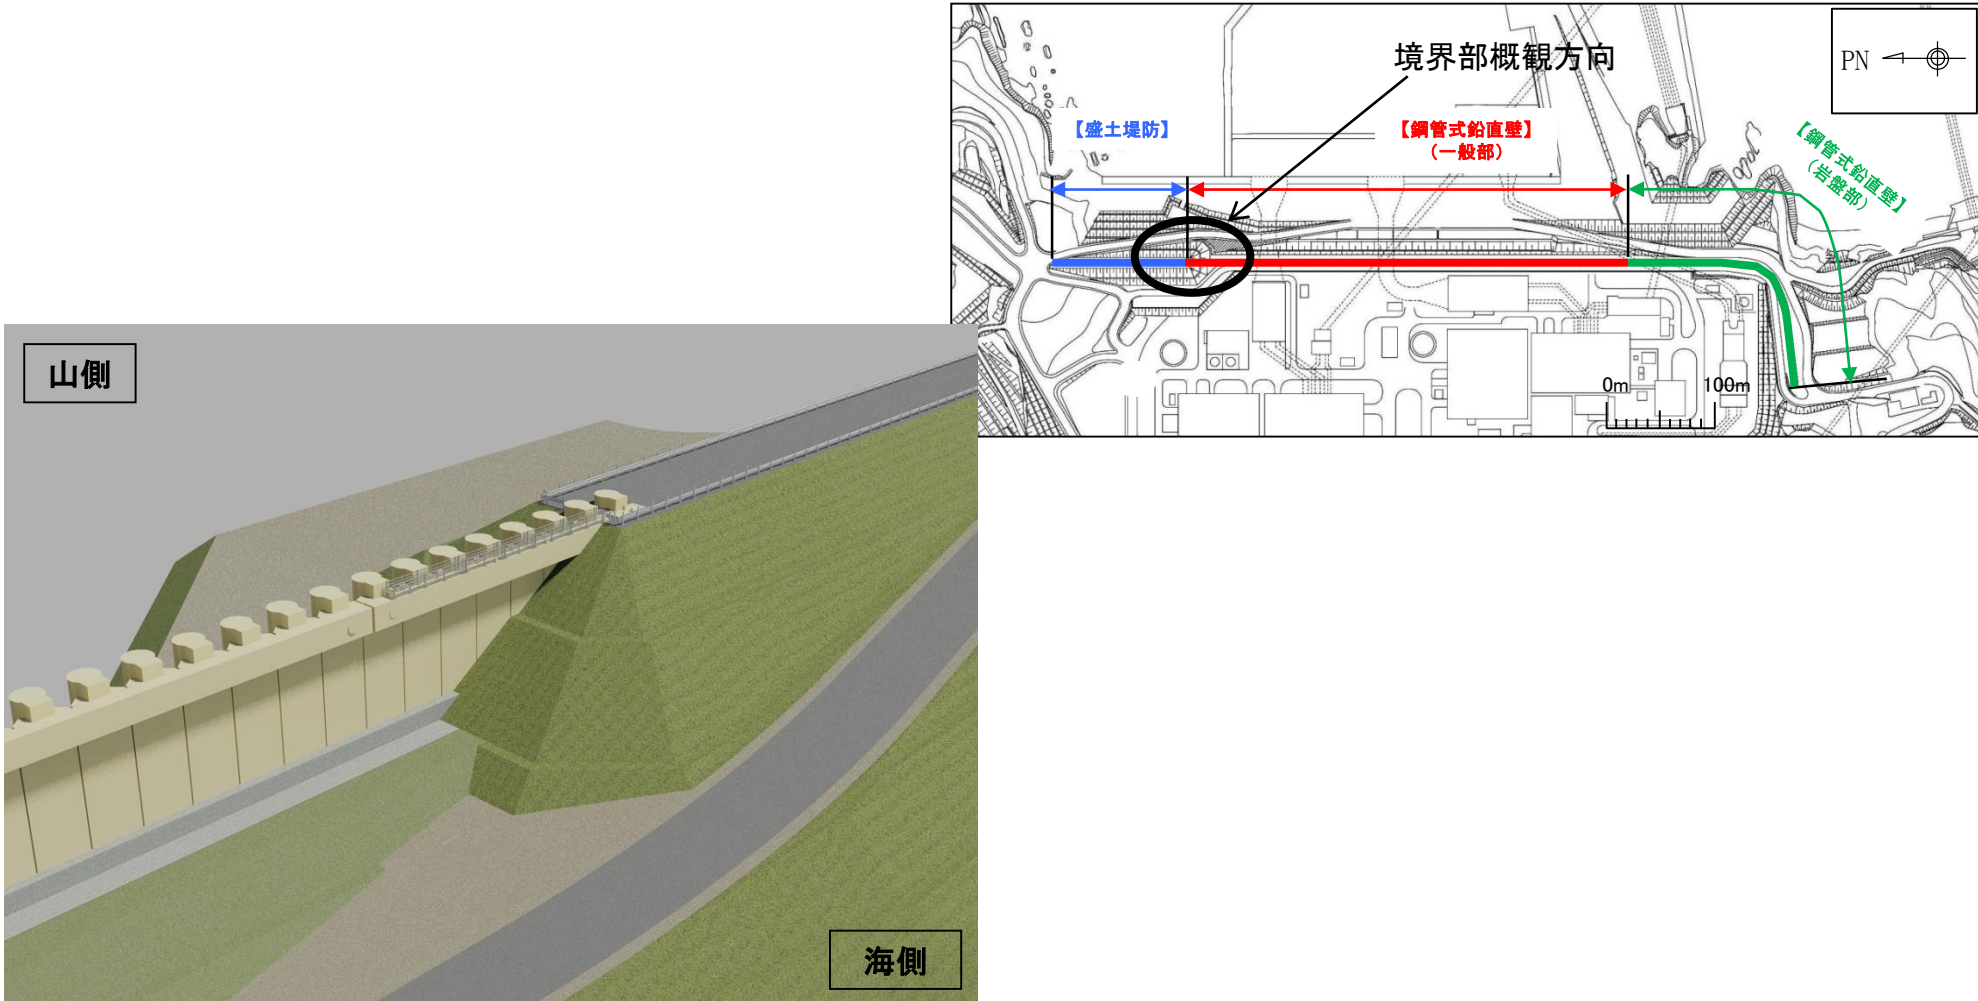 境界部概観方向
PN
【盛土堤防】
【鋼管式鉛直壁】
（一般部）
【鋼管式鉛直壁】
（岩盤部）
0m
100m
山側
海側